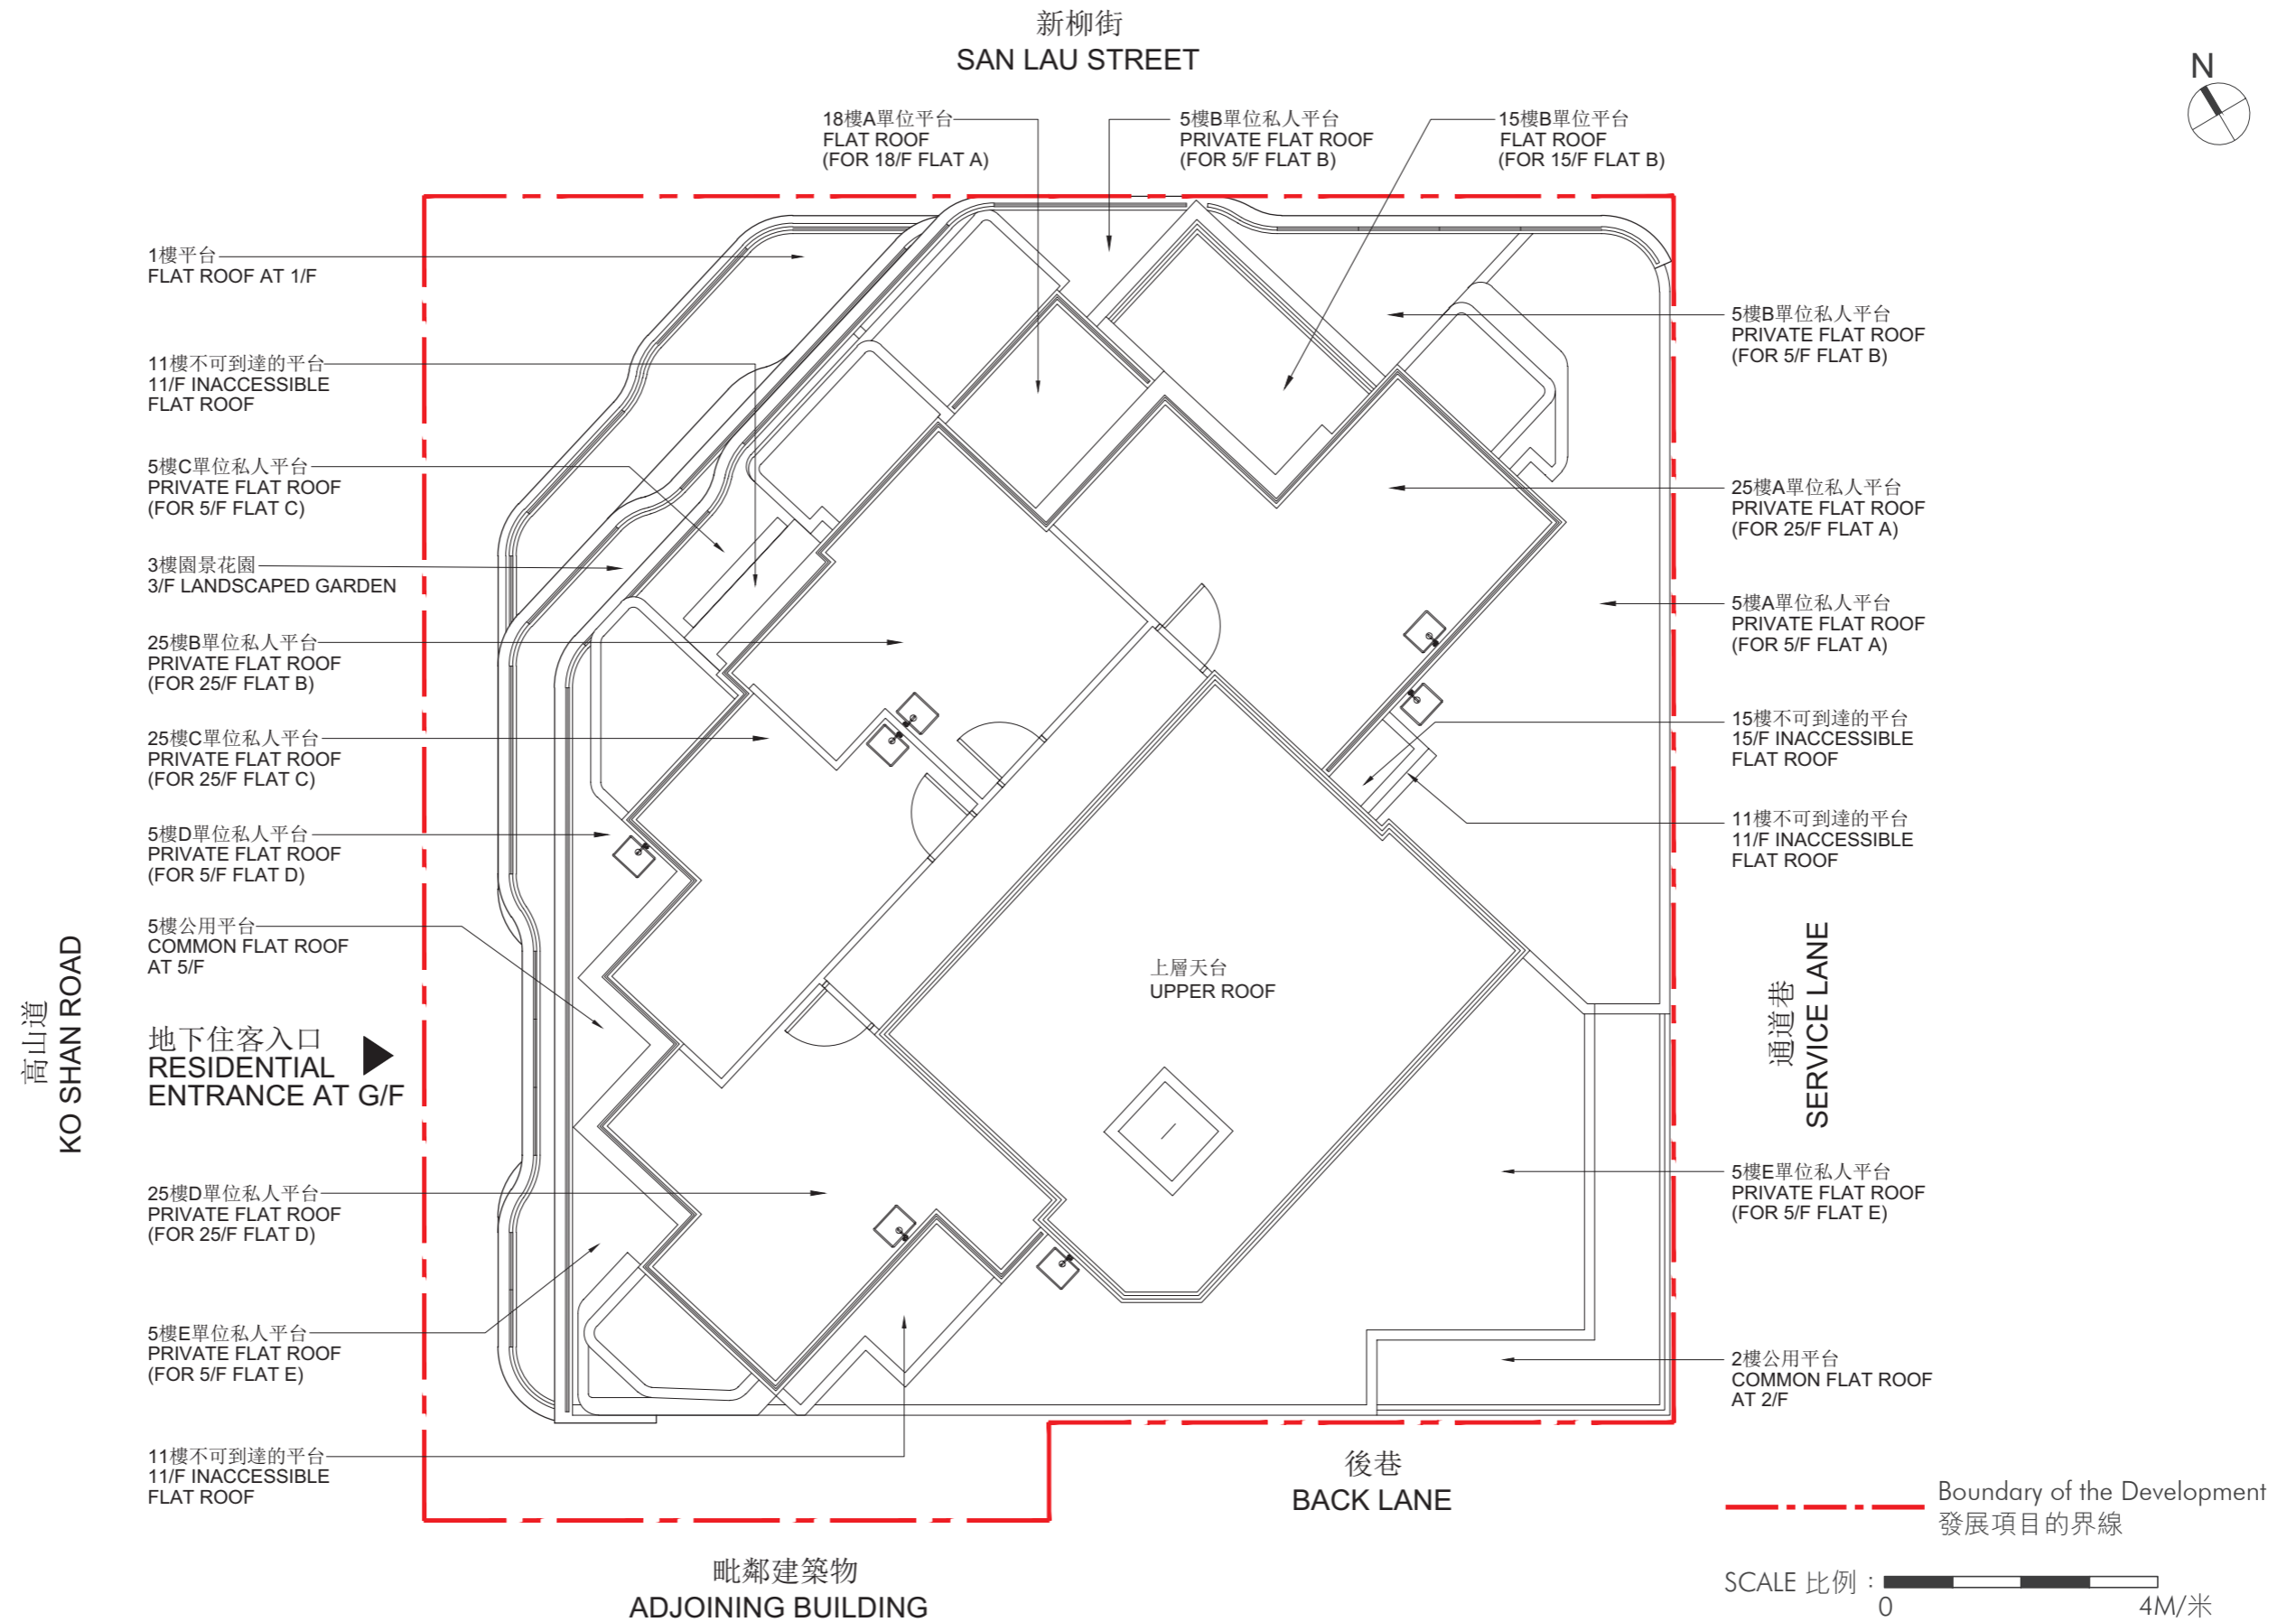 新柳街
SAN LAU STREET
N
18樓A單位平台
FLAT ROOF
(FOR 18/F FLAT A)
5樓B單位私人平台
PRIVATE FLAT ROOF
(FOR 5/F FLAT B)
15樓B單位平台
FLAT ROOF
(FOR 15/F FLAT B)
1樓平台
FLAT ROOF AT 1/F
11樓不可到達的平台
11/F INACCESSIBLE
FLAT ROOF
5樓C單位私人平台
PRIVATE FLAT ROOF
(FOR 5/F FLAT C)
3樓園景花園
3/F LANDSCAPED GARDEN
25樓B單位私人平台
PRIVATE FLAT ROOF
(FOR 25/F FLAT B)
25樓C單位私人平台
PRIVATE FLAT ROOF
(FOR 25/F FLAT C)
5樓D單位私人平台
PRIVATE FLAT ROOF
(FOR 5/F FLAT D)
5樓公用平台
COMMON FLAT ROOF
AT 5/F
高山道
KO SHAN ROAD
地下住客入口
RESIDENTIAL
ENTRANCE AT G/F
25樓D單位私人平台
PRIVATE FLAT ROOF
(FOR 25/F FLAT D)
5樓E單位私人平台
PRIVATE FLAT ROOF
(FOR 5/F FLAT E)
11樓不可到達的平台
11/F INACCESSIBLE
FLAT ROOF
上層天台
UPPER ROOF
5樓B單位私人平台
PRIVATE FLAT ROOF
(FOR 5/F FLAT B)
25樓A單位私人平台
PRIVATE FLAT ROOF
(FOR 25/F FLAT A)
5樓A單位私人平台
PRIVATE FLAT ROOF
(FOR 5/F FLAT A)
15樓不可到達的平台
15/F INACCESSIBLE
FLAT ROOF
11樓不可到達的平台
11/F INACCESSIBLE
FLAT ROOF
通道巷
SERVICE LANE
5樓E單位私人平台
PRIVATE FLAT ROOF
(FOR 5/F FLAT E)
2樓公用平台
COMMON FLAT ROOF
AT 2/F
後巷
BACK LANE
毗鄰建築物
ADJOINING BUILDING
Boundary of the Development
發展項目的界線
SCALE 比例 :
0 4M/米